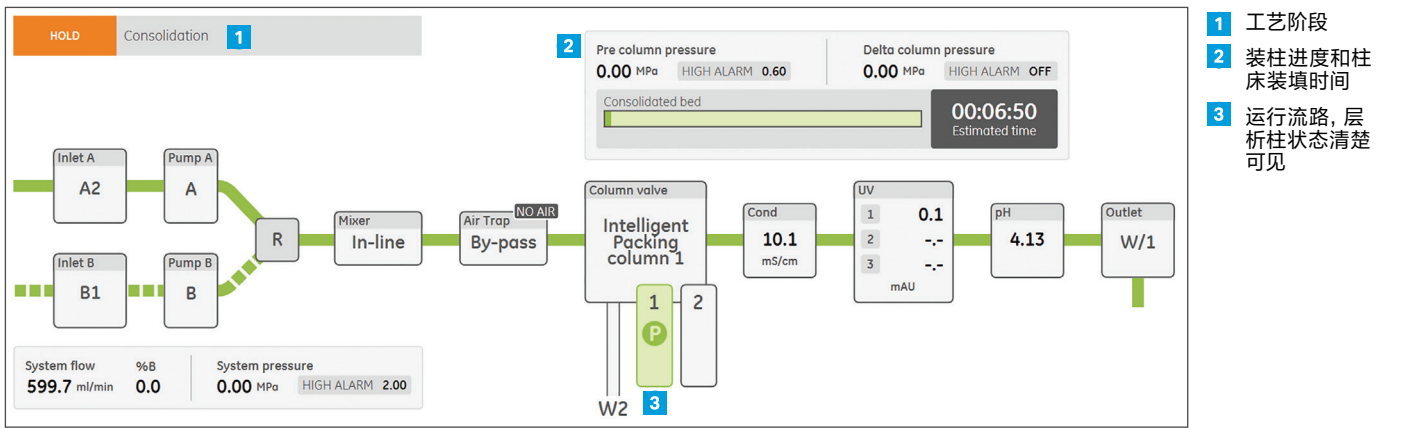 HOLD
Consolidation
1
2
Pre column pressure
0.00 MPa HIGH ALARM 0.60
Delta column pressure
0.00 MPa HIGH ALARM OFF
Consolidated bed
00:06:50
Estimated time
Inlet A
A2
Pump A
A
Inlet B
B1
Pump B
B
R
Mixer
In-line
Air Trap
NO AIR
By-pass
Column valve
Intelligent
Packing
column 1
1
P
2
W2
3
Cond
10.1
mS/cm
UV
1 0.1
2 -.-
3 -.-
mAU
pH
4.13
Outlet
W/1
System flow
599.7 ml/min
%B
0.0
System pressure
0.00 MPa HIGH ALARM 2.00
1 工艺阶段
2 装柱进度和柱
床装填时间
3 运行流路, 层
析柱状态清楚
可见